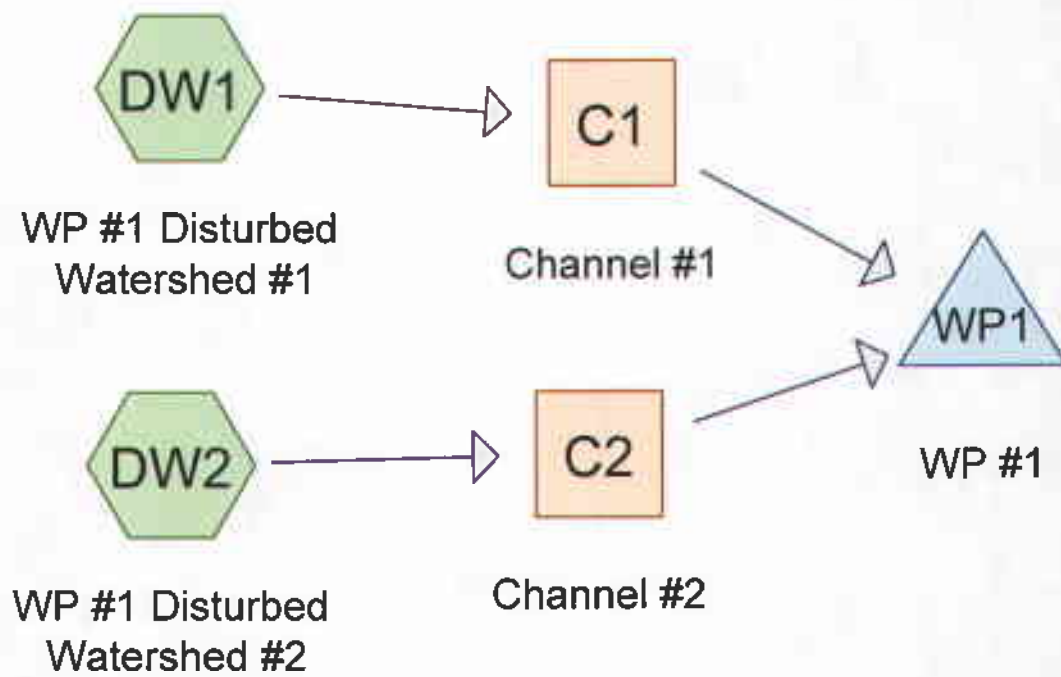 DW1
WP #1 Disturbed
Watershed #1
C1
Channel #1
WP1
WP #1
DW2
WP #1 Disturbed
Watershed #2
C2
Channel #2